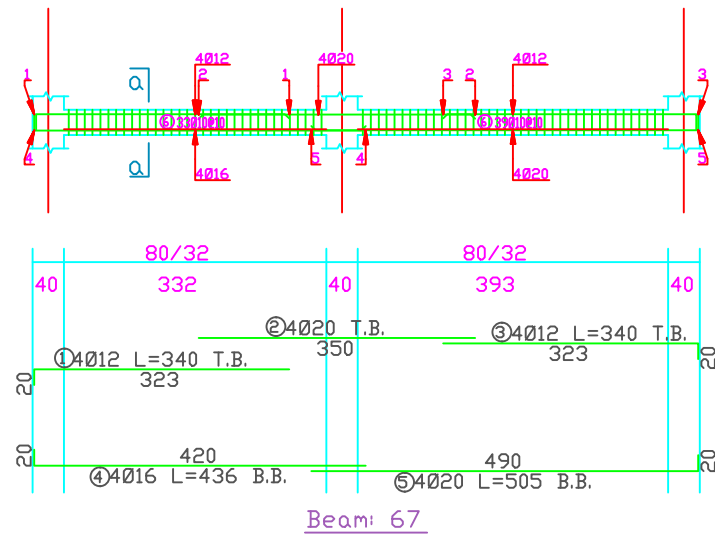 4Ø12 4Ø20 4Ø12
1 2 1 3 2 3
a
⑥33Ø10@10 ⑥39Ø10@10
4 5 4 5
a 4Ø16 4Ø20
80/32 80/32
40 332 40 393 40
②4Ø20 T.B.
350
③4Ø12 L=340 T.B.
323
①4Ø12 L=340 T.B.
323
20 20
420
④4Ø16 L=436 B.B.
490
⑤4Ø20 L=505 B.B.
20 20
Beam: 67